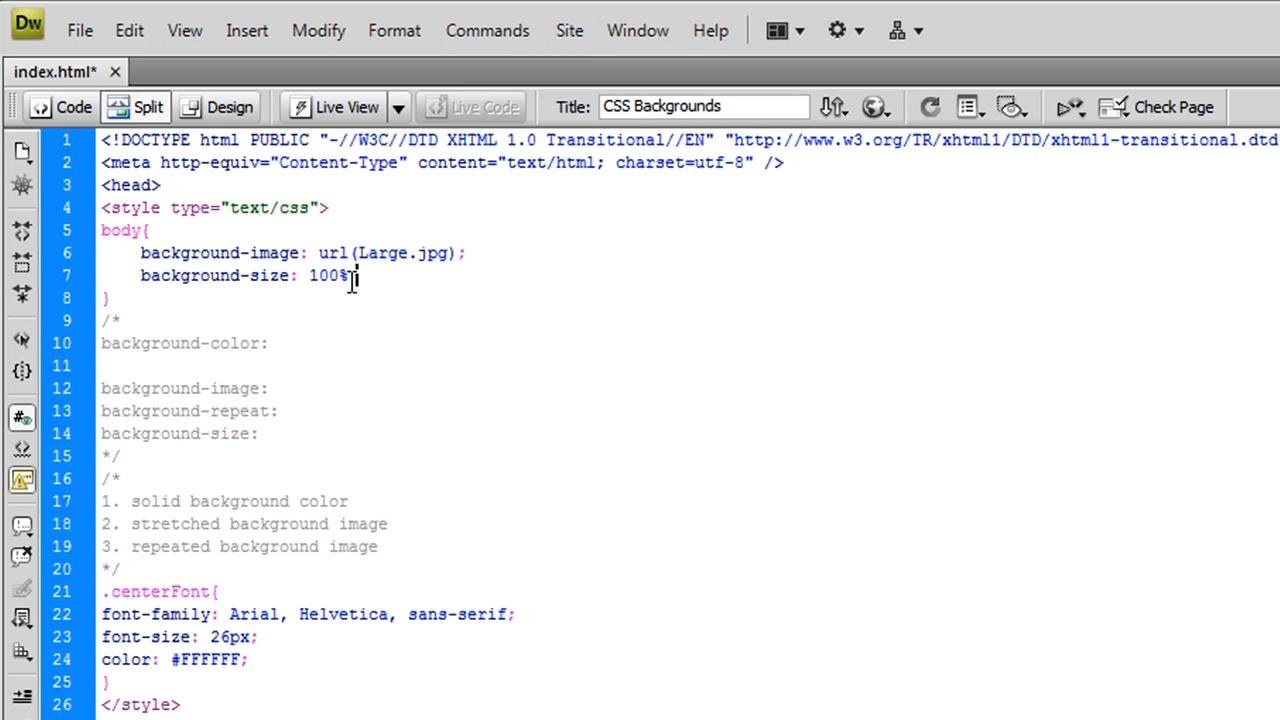 Dw File Edit View Insert Modify Format Commands Site Window Help
index.html*
Code Split Design Live View Live Code Title: CSS Backgrounds Check Page
1 <!DOCTYPE html PUBLIC "-//W3C//DTD XHTML 1.0 Transitional//EN" "http://www.w3.org/TR/xhtml1/DTD/xhtml1-transitional.dtd
2 <meta http-equiv="Content-Type" content="text/html; charset=utf-8" />
3 <head>
4 <style type="text/css">
5 body{
6 background-image: url(Large.jpg);
7 background-size: 100%
8 }
9 /*
10 background-color:
11
12 background-image:
13 background-repeat:
14 background-size:
15 */
16 /*
17 1. solid background color
18 2. stretched background image
19 3. repeated background image
20 */
21 .centerFont{
22 font-family: Arial, Helvetica, sans-serif;
23 font-size: 26px;
24 color: #FFFFFF;
25 }
26 </style>